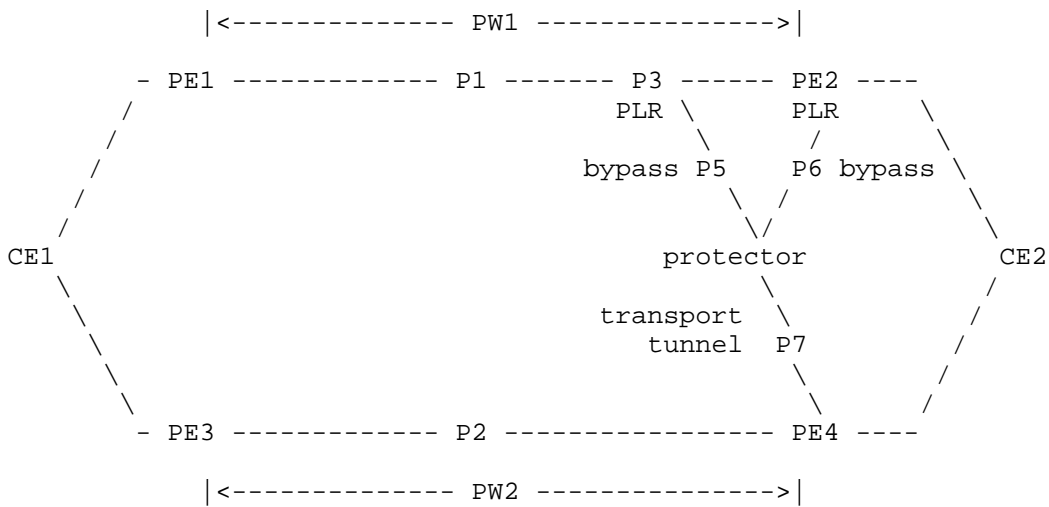 |<-------------- PW1 --------------->|
- PE1 -------------- P1 ------- P3 ------ PE2 ----
PLR PLR
bypass P5 P6 bypass
CE1 protector CE2
transport
tunnel P7
- PE3 -------------- P2 ----------------- PE4 ----
|<-------------- PW2 --------------->|